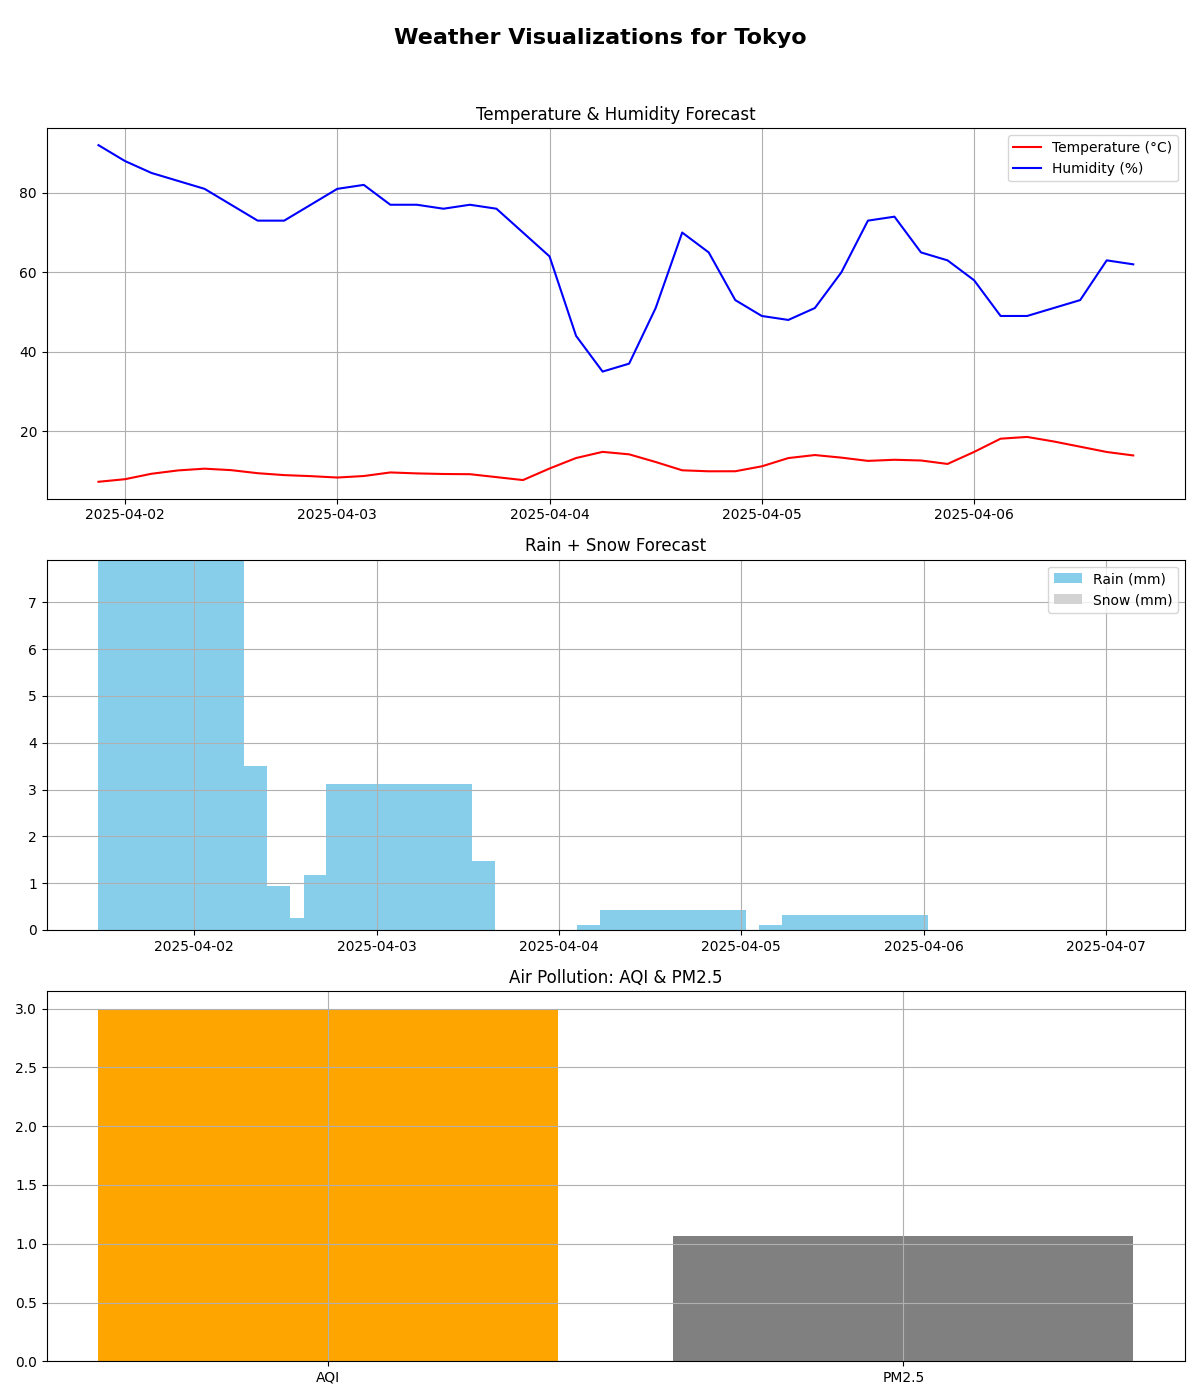 Weather Visualizations for Tokyo
Temperature & Humidity Forecast
Temperature (°C)
Humidity (%)
80
60
40
20
2025-04-02 2025-04-03 2025-04-04 2025-04-05 2025-04-06
Rain + Snow Forecast
Rain (mm)
Snow (mm)
7
6
5
4
3
2
1
0
2025-04-02 2025-04-03 2025-04-04 2025-04-05 2025-04-06 2025-04-07
Air Pollution: AQI & PM2.5
3.0
2.5
2.0
1.5
1.0
0.5
0.0
AQI PM2.5